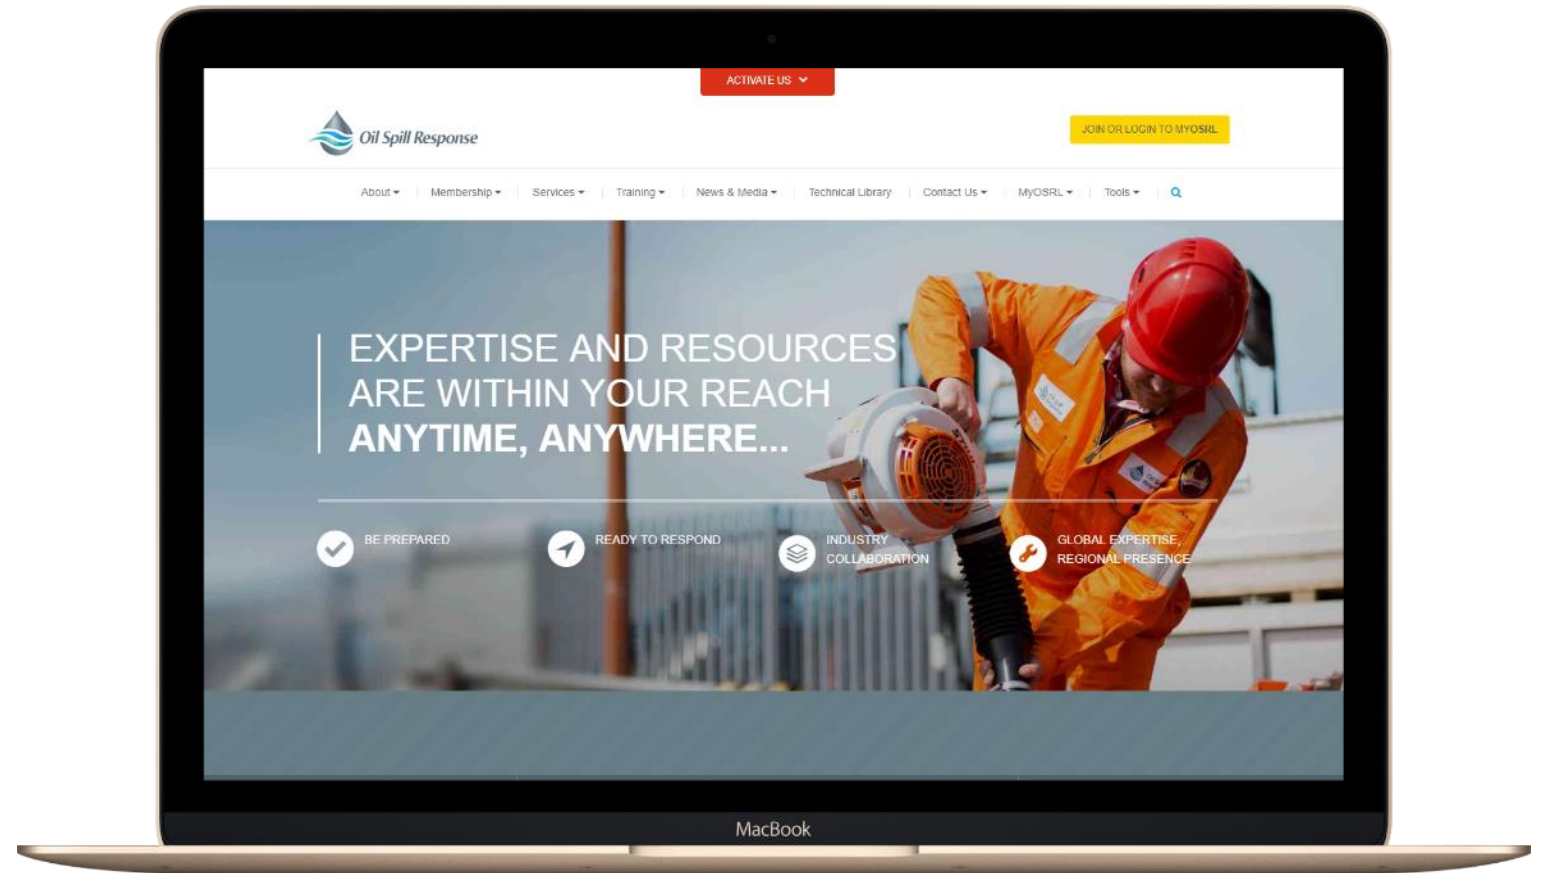 ACTIVATE US
Oil Spill Response
JOIN OR LOGIN TO MYOSRL
About
Membership
Services
Training
News & Media
Technical Library
Contact Us
MyOSRL
Tools
EXPERTISE AND RESOURCES
ARE WITHIN YOUR REACH
ANYTIME, ANYWHERE...
BE PREPARED
READY TO RESPOND
INDUSTRY
COLLABORATION
GLOBAL EXPERTISE,
REGIONAL PRESENCE
MacBook